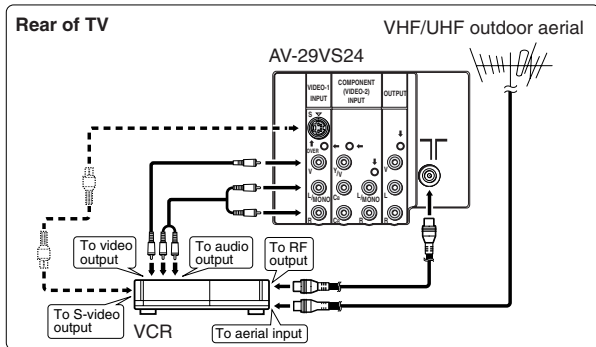 Rear of TV
VHF/UHF outdoor aerial
AV-29VS24
VIDEO-1
INPUT
COMPONENT
(VIDEO-2)
INPUT
OUTPUT
S
OVER
V
Y/V
V
L/MONO
CB
L/MONO
L
R
R
R
To video
output
To audio
output
To RF
output
To S-video
output
VCR
To aerial input